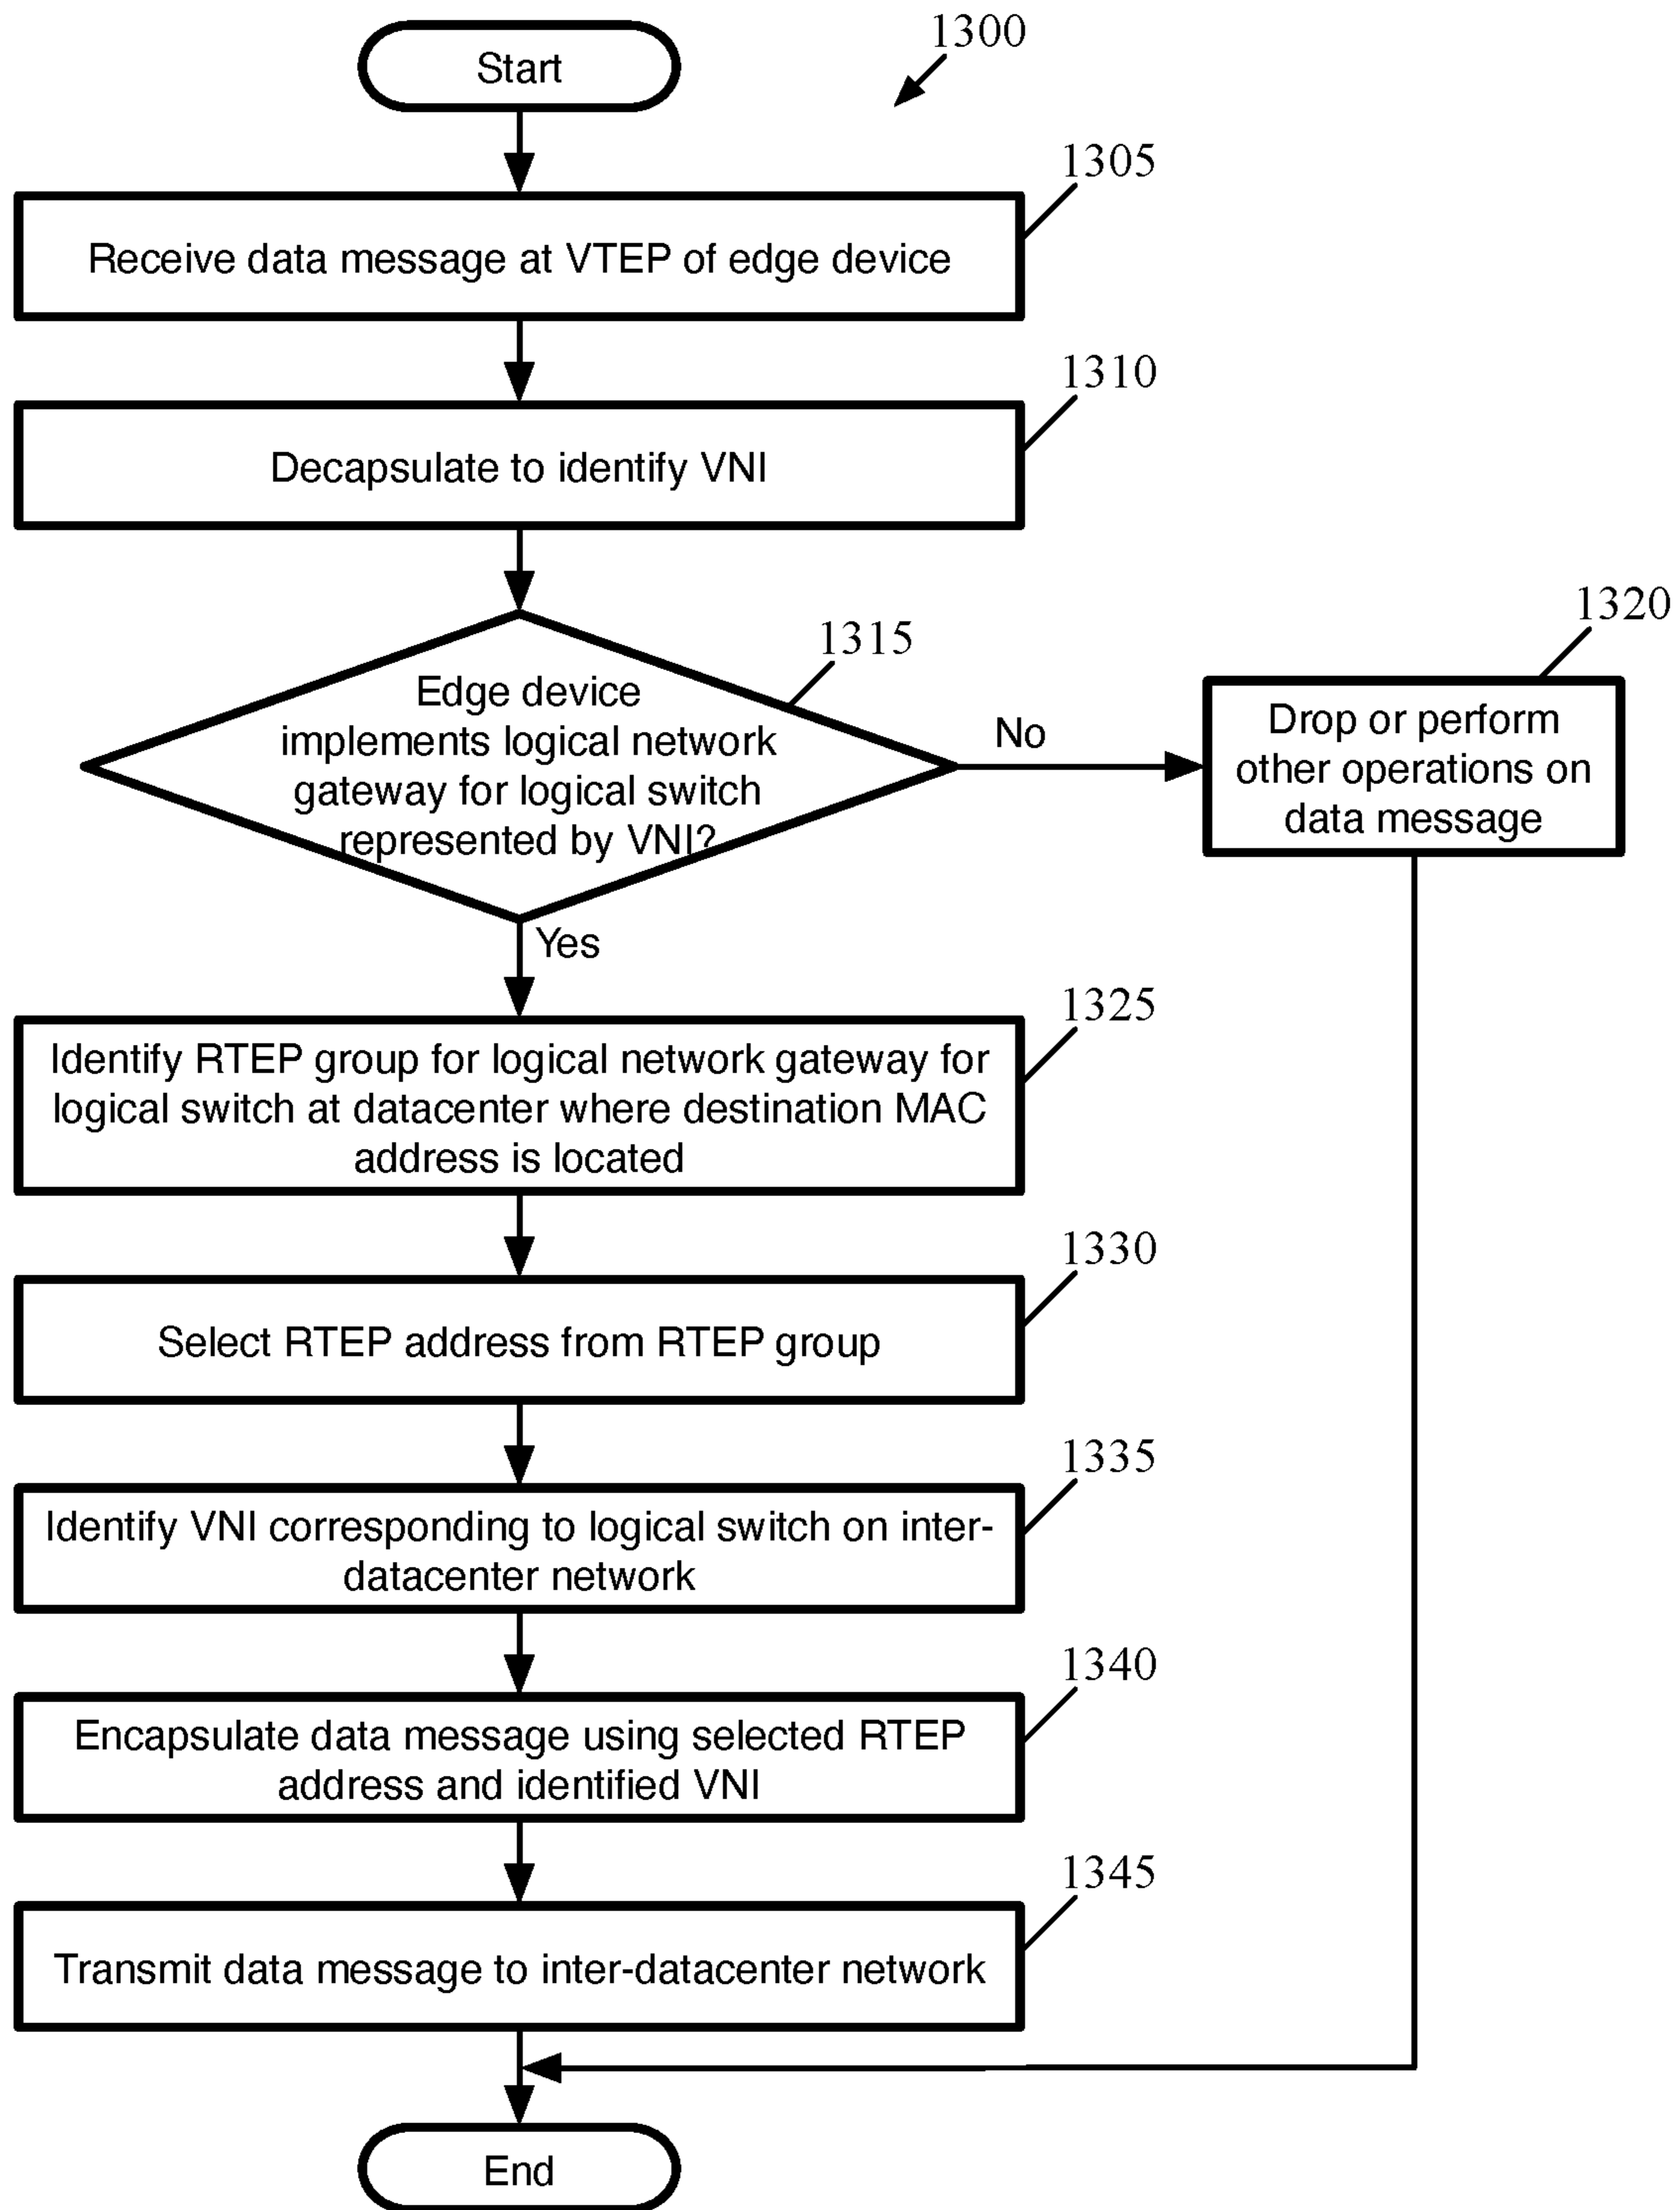 Start
1300
1305
Receive data message at VTEP of edge device
1310
Decapsulate to identify VNI
1315
Edge device
implements logical network
gateway for logical switch
represented by VNI?
No
1320
Drop or perform
other operations on
data message
Yes
1325
Identify RTEP group for logical network gateway for
logical switch at datacenter where destination MAC
address is located
1330
Select RTEP address from RTEP group
1335
Identify VNI corresponding to logical switch on inter-
datacenter network
1340
Encapsulate data message using selected RTEP
address and identified VNI
1345
Transmit data message to inter-datacenter network
End